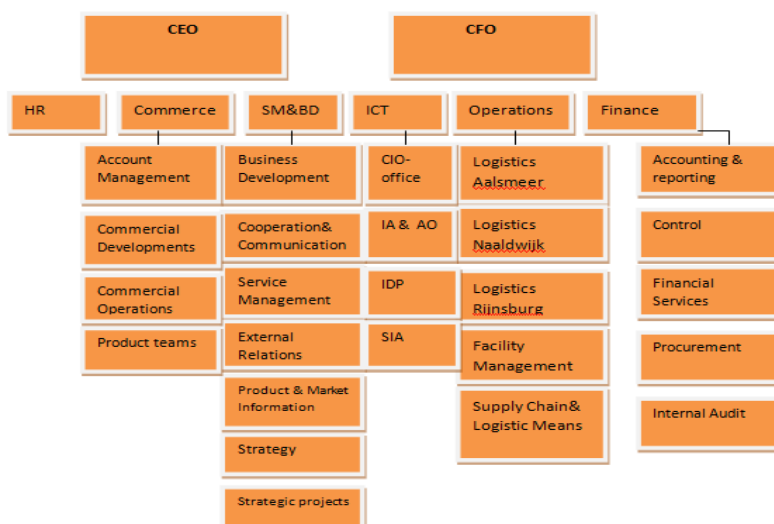 CEO
CFO
HR
Commerce
SM&BD
ICT
Operations
Finance
Account
Management
Commercial
Developments
Commercial
Operations
Product teams
Business
Development
Cooperation&
Communication
Service
Management
External
Relations
Product & Market
Information
Strategy
Strategic projects
CIO-
office
IA & AO
IDP
SIA
Logistics
Aalsmeer
Logistics
Naaldwijk
Logistics
Rijnsburg
Facility
Management
Supply Chain&
Logistic Means
Accounting &
reporting
Control
Financial
Services
Procurement
Internal Audit